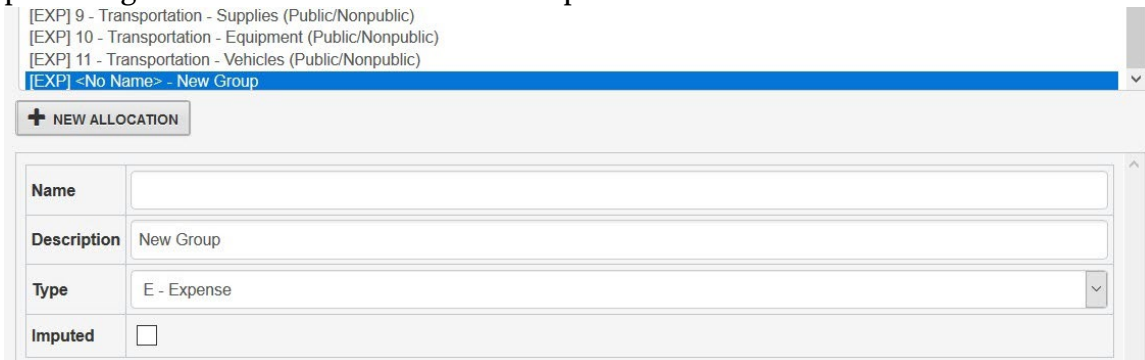 [EXP] 9 - Transportation - Supplies (Public/Nonpublic)
[EXP] 10 - Transportation - Equipment (Public/Nonpublic)
[EXP] 11 - Transportation - Vehicles (Public/Nonpublic)
[EXP] <No Name> - New Group
+ NEW ALLOCATION
Name
Description New Group
Type E - Expense
Imputed